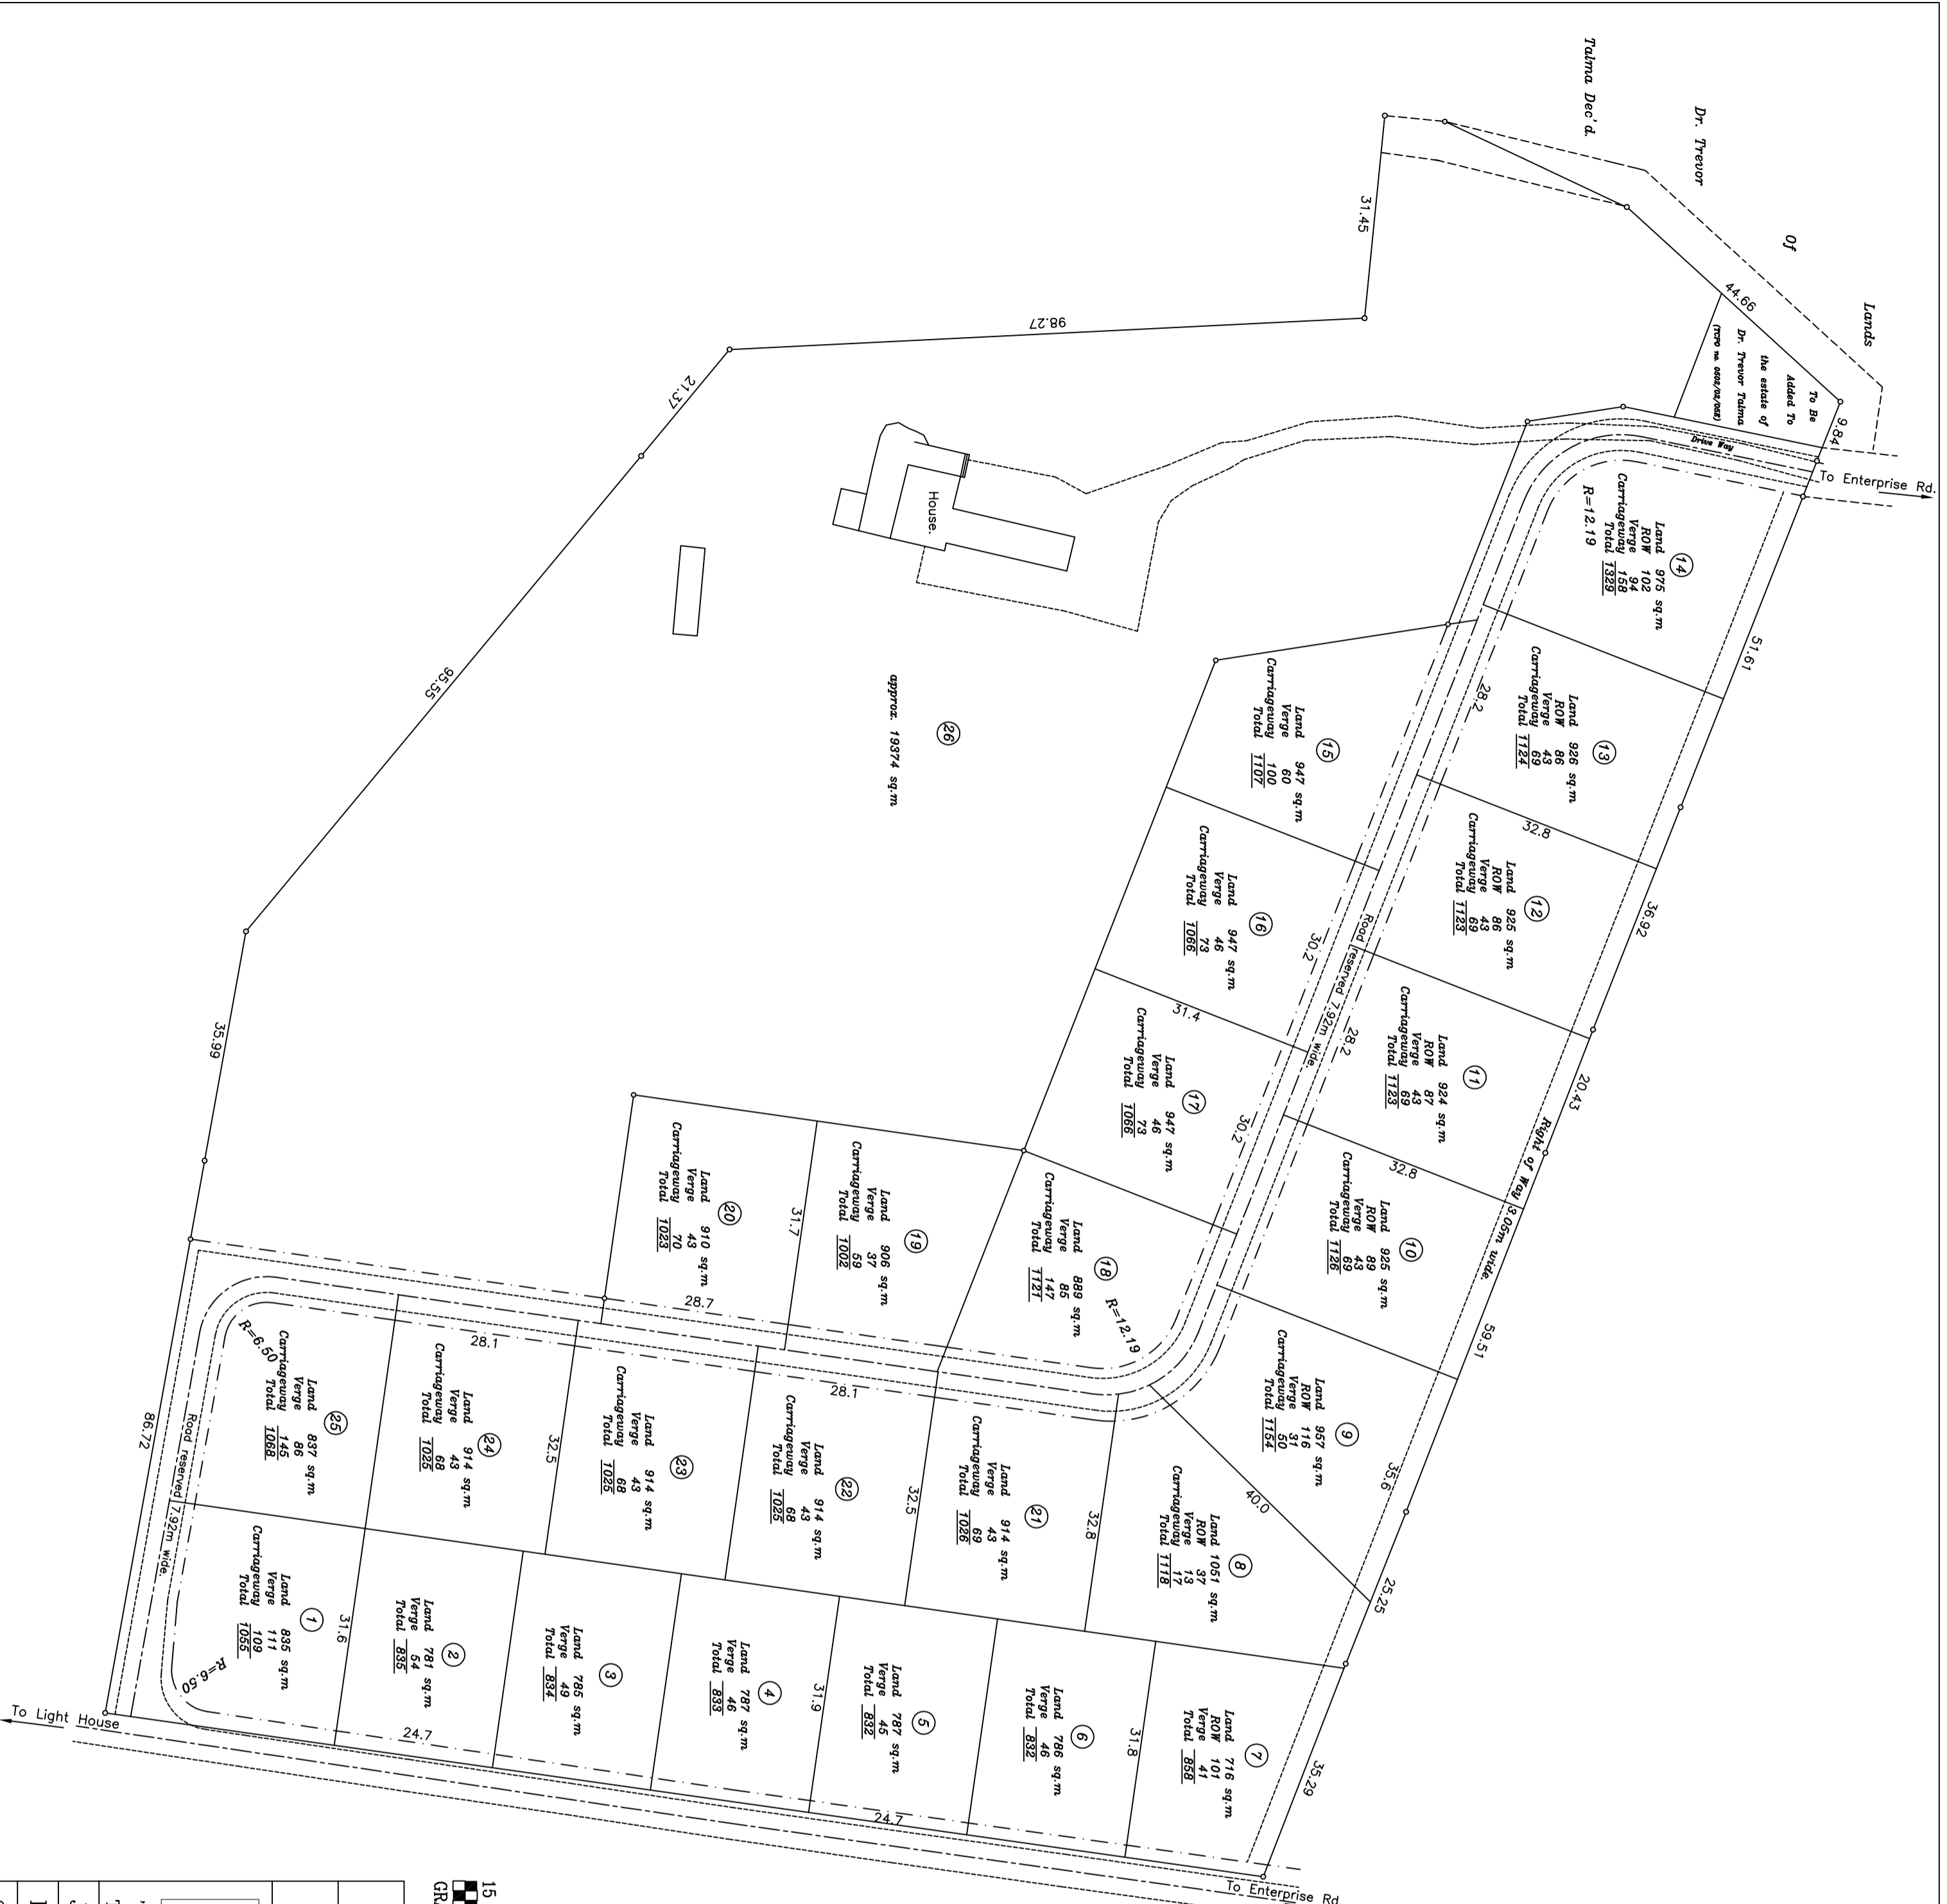 Talma Dec'd.
Dr. Trevor
Of
Lands
31.45
44.66
9.84
98.27
21.37
95.55
35.99
86.72
To Be
Added To
the estate of
Dr. Trevor Talma
(TCPO no. 0502/02/05E)
Drive Way
To Enterprise Rd.
R=12.19
14
Land 975 sq.m
ROW 102
Verge 94
Carriageway 158
Total 1329
51.61
13
Land 926 sq.m
ROW 86
Verge 43
Carriageway 69
Total 1124
28.2
32.8
12
Land 925 sq.m
ROW 86
Verge 43
Carriageway 69
Total 1123
36.92
11
Land 924 sq.m
ROW 87
Verge 43
Carriageway 69
Total 1123
28.2
20.43
Right of Way 3.05m wide.
32.8
10
Land 925 sq.m
ROW 89
Verge 43
Carriageway 69
Total 1126
59.51
9
Land 957 sq.m
ROW 116
Verge 31
Carriageway 50
Total 1154
35.6
40.0
8
Land 1051 sq.m
ROW 37
Verge 13
Carriageway 17
Total 1118
25.25
35.29
7
Land 716 sq.m
ROW 101
Verge 41
Total 858
31.8
6
Land 786 sq.m
Verge 46
Total 832
5
Land 787 sq.m
Verge 45
Total 832
31.9
24.7
4
Land 787 sq.m
Verge 46
Total 833
3
Land 785 sq.m
Verge 49
Total 834
2
Land 781 sq.m
Verge 54
Total 835
31.6
24.7
1
Land 835 sq.m
Verge 111
Carriageway 109
Total 1055
R=6.50
15
Land 947 sq.m
Verge 60
Carriageway 100
Total 1107
16
Land 947 sq.m
Verge 46
Carriageway 73
Total 1066
30.2
31.4
Road reserved 7.92m wide.
17
Land 947 sq.m
Verge 46
Carriageway 73
Total 1066
30.2
18
Land 889 sq.m
Verge 85
Carriageway 147
Total 1121
R=12.19
19
Land 906 sq.m
Verge 37
Carriageway 59
Total 1002
31.7
20
Land 910 sq.m
Verge 43
Carriageway 70
Total 1023
28.7
21
Land 914 sq.m
Verge 43
Carriageway 69
Total 1026
32.8
32.5
22
Land 914 sq.m
Verge 43
Carriageway 68
Total 1025
28.1
23
Land 914 sq.m
Verge 43
Carriageway 68
Total 1025
32.5
24
Land 914 sq.m
Verge 43
Carriageway 68
Total 1025
28.1
25
Land 837 sq.m
Verge 86
Carriageway 145
Total 1068
R=6.50
Road reserved 7.92m wide.
26
approx. 19374 sq.m
House.
To Light House
To Enterprise Rd
15
GR